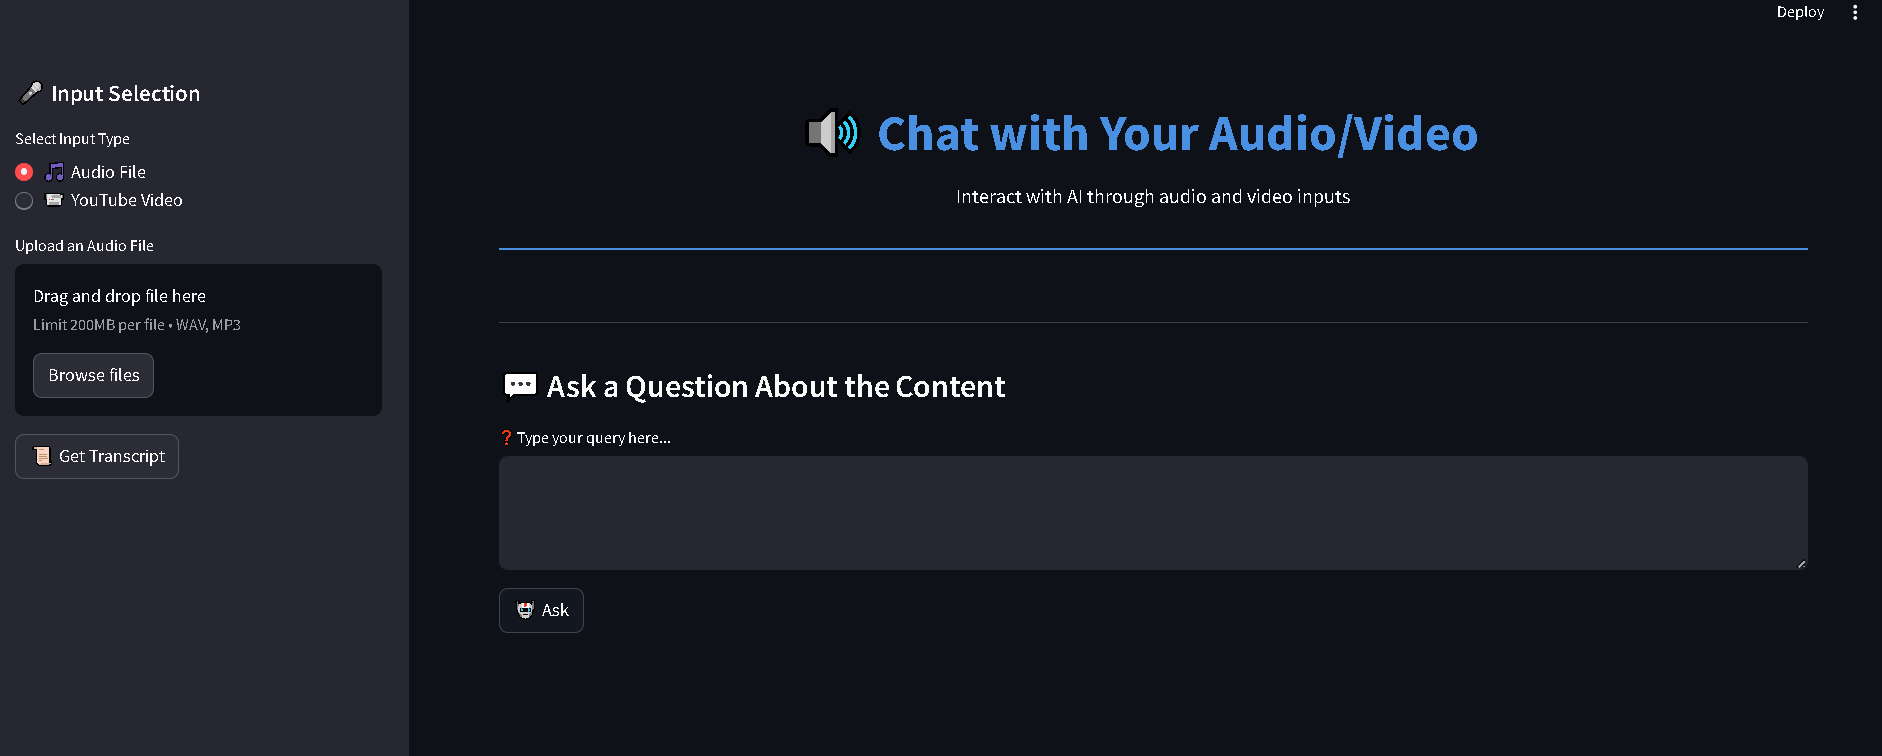 Deploy
Input Selection
Select Input Type
Audio File
YouTube Video
Upload an Audio File
Drag and drop file here
Limit 200MB per file • WAV, MP3
Browse files
Get Transcript
Chat with Your Audio/Video
Interact with AI through audio and video inputs
Ask a Question About the Content
❓ Type your query here...
Ask